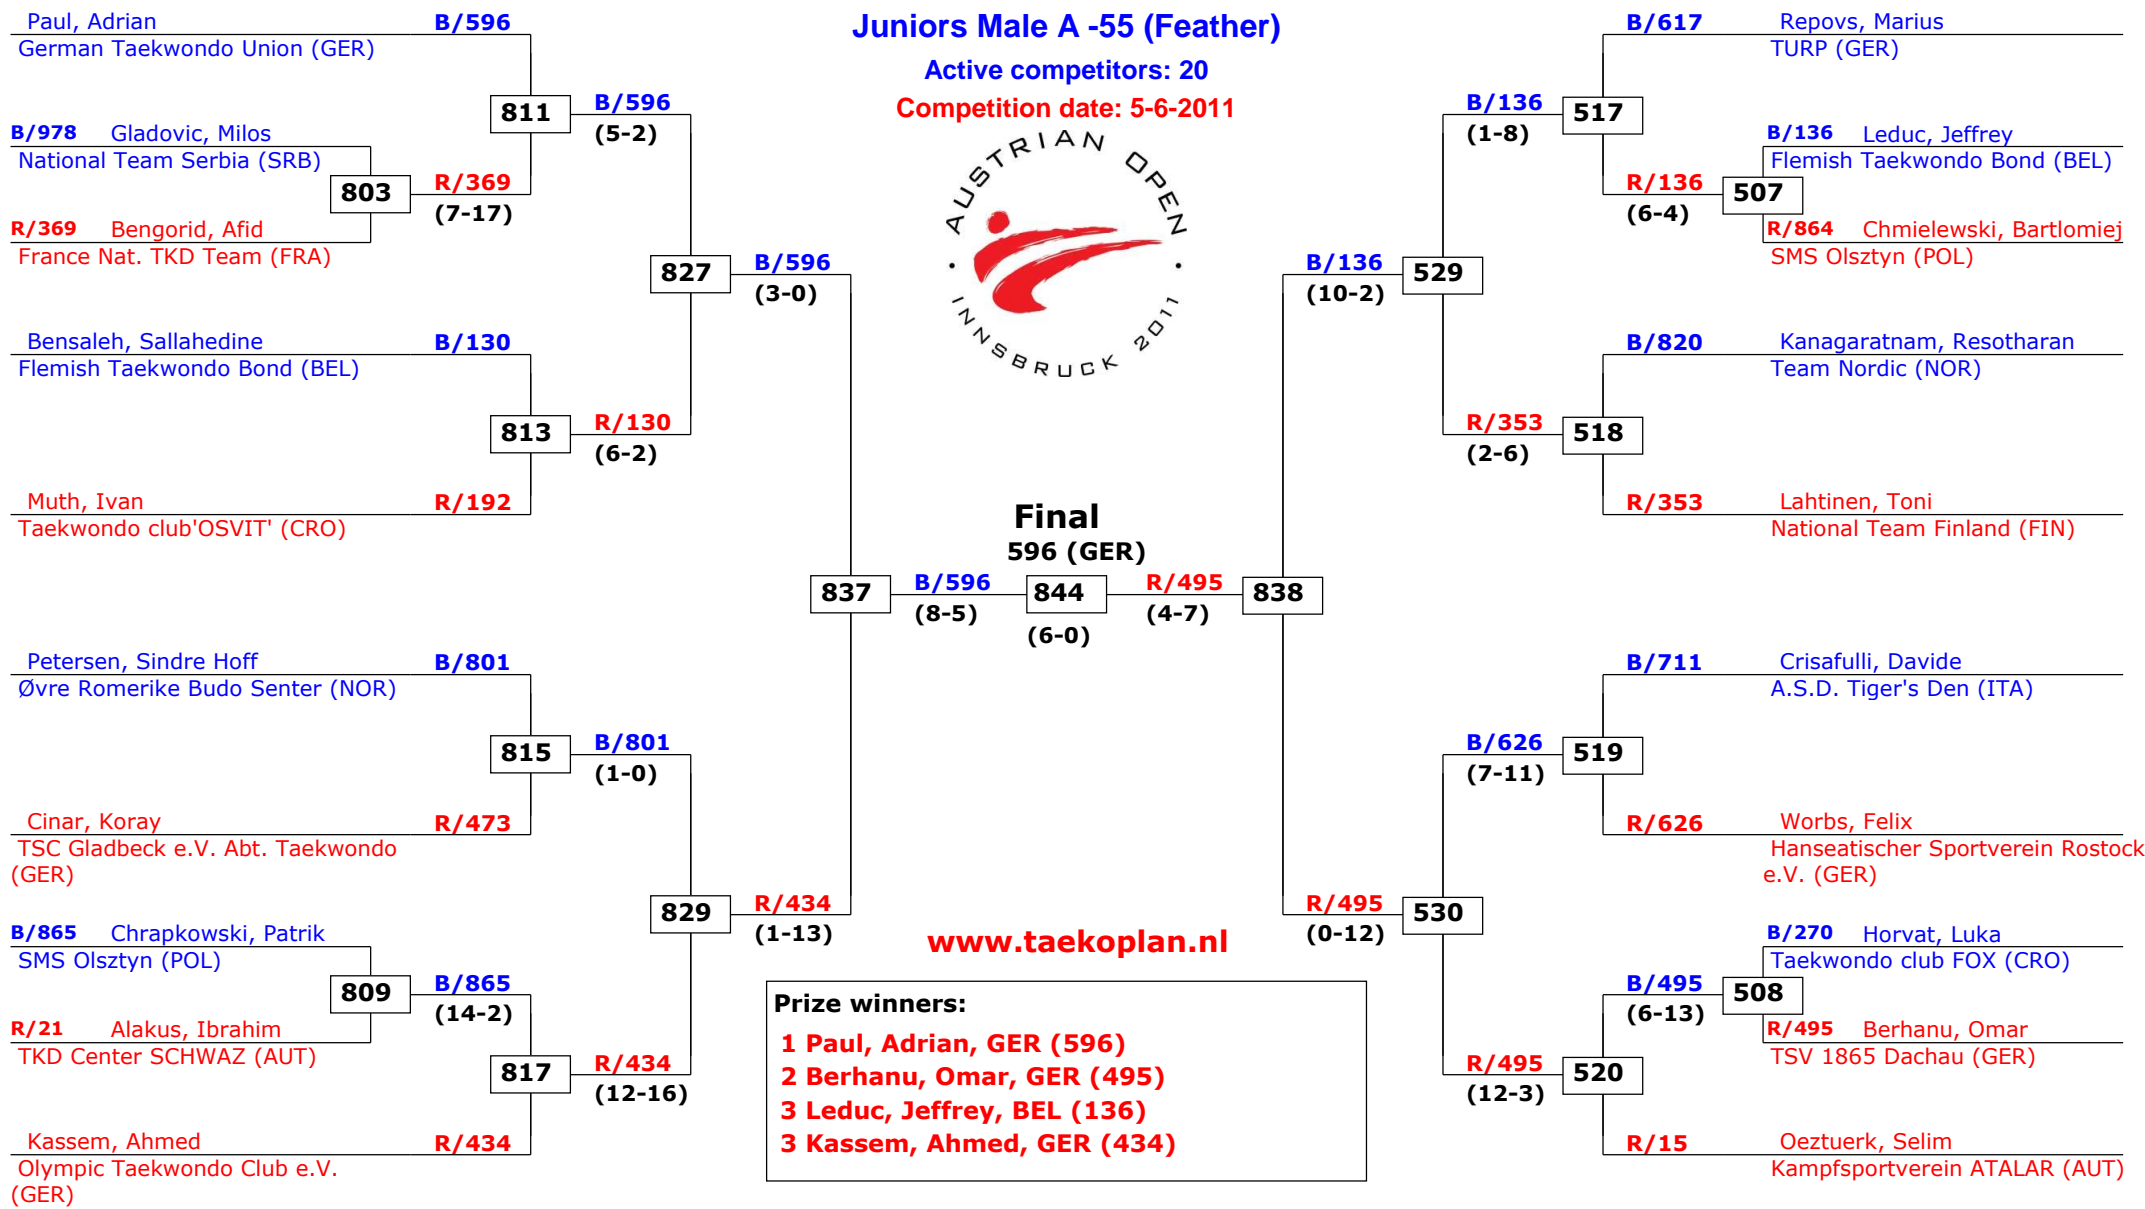 Juniors Male A -55 (Feather)
Active competitors: 20
Competition date: 5-6-2011
AUSTRIAN OPEN
· INNSBRUCK 2011 ·
Paul, Adrian
B/596
German Taekwondo Union (GER)
811
B/596
(5-2)
B/978 Gladovic, Milos
National Team Serbia (SRB)
803
R/369
(7-17)
R/369 Bengorid, Afid
France Nat. TKD Team (FRA)
827
B/596
(3-0)
Bensaleh, Sallahedine
B/130
Flemish Taekwondo Bond (BEL)
813
R/130
(6-2)
Muth, Ivan
R/192
Taekwondo club'OSVIT' (CRO)
837
B/596
(8-5)
Petersen, Sindre Hoff
B/801
Øvre Romerike Budo Senter (NOR)
815
B/801
(1-0)
Cinar, Koray
R/473
TSC Gladbeck e.V. Abt. Taekwondo
(GER)
829
R/434
(1-13)
B/865 Chrapkowski, Patrik
SMS Olsztyn (POL)
809
B/865
(14-2)
R/21 Alakus, Ibrahim
TKD Center SCHWAZ (AUT)
817
R/434
(12-16)
Kassem, Ahmed
R/434
Olympic Taekwondo Club e.V.
(GER)
Final
596 (GER)
844
(6-0)
B/617
Repovs, Marius
TURP (GER)
B/136
(1-8)
517
B/136 Leduc, Jeffrey
Flemish Taekwondo Bond (BEL)
R/136
(6-4)
507
R/864 Chmielewski, Bartlomiej
SMS Olsztyn (POL)
B/136
(10-2)
529
B/820
Kanagaratnam, Resotharan
Team Nordic (NOR)
R/353
(2-6)
518
R/353
Lahtinen, Toni
National Team Finland (FIN)
R/495
(4-7)
838
B/711
Crisafulli, Davide
A.S.D. Tiger's Den (ITA)
B/626
(7-11)
519
R/626
Worbs, Felix
Hanseatischer Sportverein Rostock
e.V. (GER)
R/495
(0-12)
530
B/270 Horvat, Luka
Taekwondo club FOX (CRO)
B/495
(6-13)
508
R/495 Berhanu, Omar
TSV 1865 Dachau (GER)
R/495
(12-3)
520
R/15
Oeztuerk, Selim
Kampfsportverein ATALAR (AUT)
www.taekoplan.nl
Prize winners:
1 Paul, Adrian, GER (596)
2 Berhanu, Omar, GER (495)
3 Leduc, Jeffrey, BEL (136)
3 Kassem, Ahmed, GER (434)